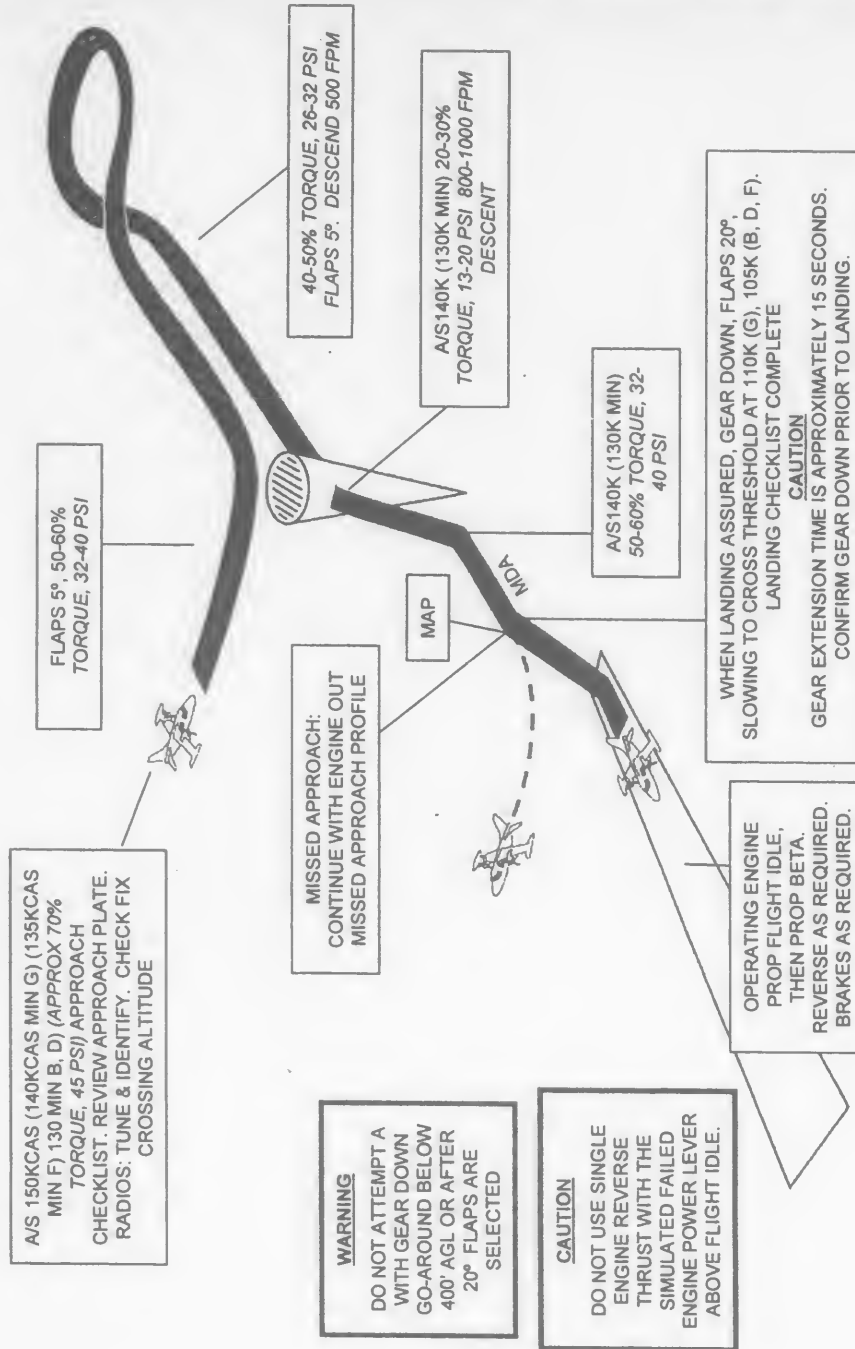 A/S 150KCAS (140KCAS MIN G) (135KCAS
MIN F) 130 MIN B, D) (APPROX 70%
TORQUE, 45 PSI) APPROACH
CHECKLIST. REVIEW APPROACH PLATE.
RADIOS: TUNE & IDENTIFY. CHECK FIX
CROSSING ALTITUDE
FLAPS 5º, 50-60%
TORQUE, 32-40 PSI
40-50% TORQUE, 26-32 PSI
FLAPS 5º. DESCEND 500 FPM
A/S140K (130K MIN) 20-30%
TORQUE, 13-20 PSI 800-1000 FPM
DESCENT
A/S140K (130K MIN)
50-60% TORQUE, 32-
40 PSI
MDA
MAP
MISSED APPROACH:
CONTINUE WITH ENGINE OUT
MISSED APPROACH PROFILE
WHEN LANDING ASSURED, GEAR DOWN, FLAPS 20º,
SLOWING TO CROSS THRESHOLD AT 110K (G), 105K (B, D, F).
LANDING CHECKLIST COMPLETE
CAUTION
GEAR EXTENSION TIME IS APPROXIMATELY 15 SECONDS.
CONFIRM GEAR DOWN PRIOR TO LANDING.
OPERATING ENGINE
PROP FLIGHT IDLE,
THEN PROP BETA.
REVERSE AS REQUIRED.
BRAKES AS REQUIRED.
WARNING
DO NOT ATTEMPT A
WITH GEAR DOWN
GO-AROUND BELOW
400' AGL OR AFTER
20º FLAPS ARE
SELECTED
CAUTION
DO NOT USE SINGLE
ENGINE REVERSE
THRUST WITH THE
SIMULATED FAILED
ENGINE POWER LEVER
ABOVE FLIGHT IDLE.